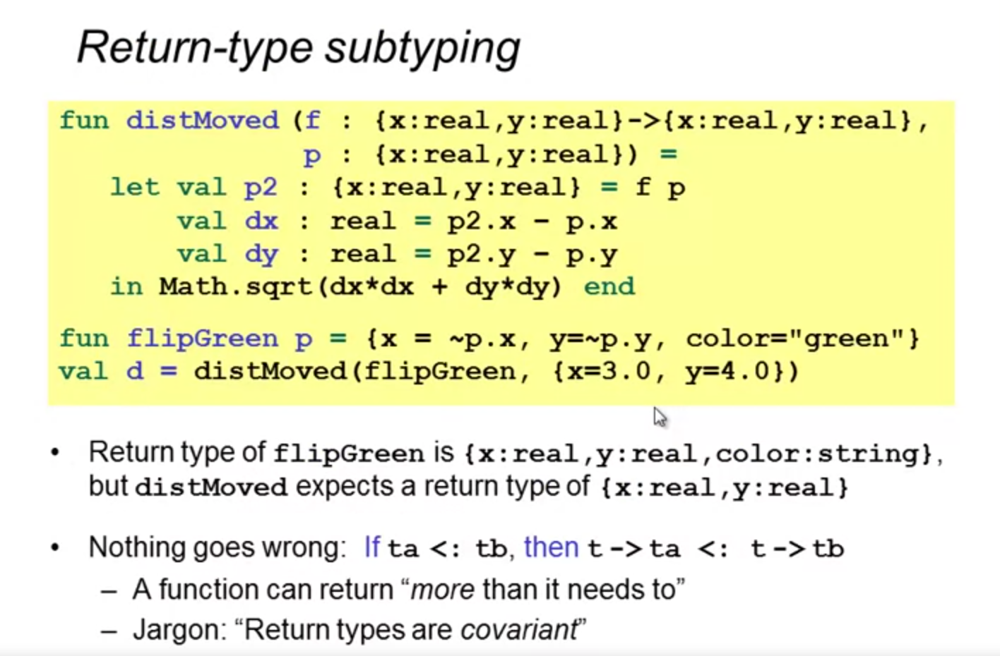 Return-type subtyping
fun distMoved (f : {x:real,y:real}->{x:real,y:real},
p : {x:real,y:real}) =
let val p2 : {x:real,y:real} = f p
val dx : real = p2.x - p.x
val dy : real = p2.y - p.y
in Math.sqrt(dx*dx + dy*dy) end
fun flipGreen p = {x = ~p.x, y=~p.y, color="green"}
val d = distMoved(flipGreen, {x=3.0, y=4.0})
• Return type of flipGreen is {x:real,y:real,color:string},
but distMoved expects a return type of {x:real,y:real}
• Nothing goes wrong: If ta <: tb, then t->ta <: t->tb
– A function can return “more than it needs to”
– Jargon: “Return types are covariant”